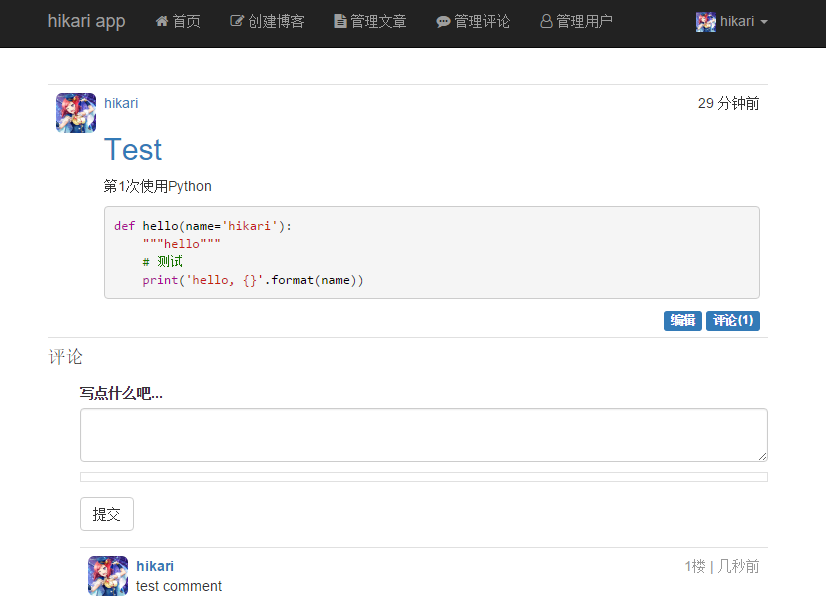 hikari app 首页 创建博客 管理文章 管理评论 管理用户 hikari
hikari 29 分钟前
Test
第1次使用Python
def hello(name='hikari'):
    """hello"""
    # 测试
    print('hello, {}'.format(name))
编辑 评论(1)
评论
写点什么吧...
提交
hikari 1楼 | 几秒前
test comment